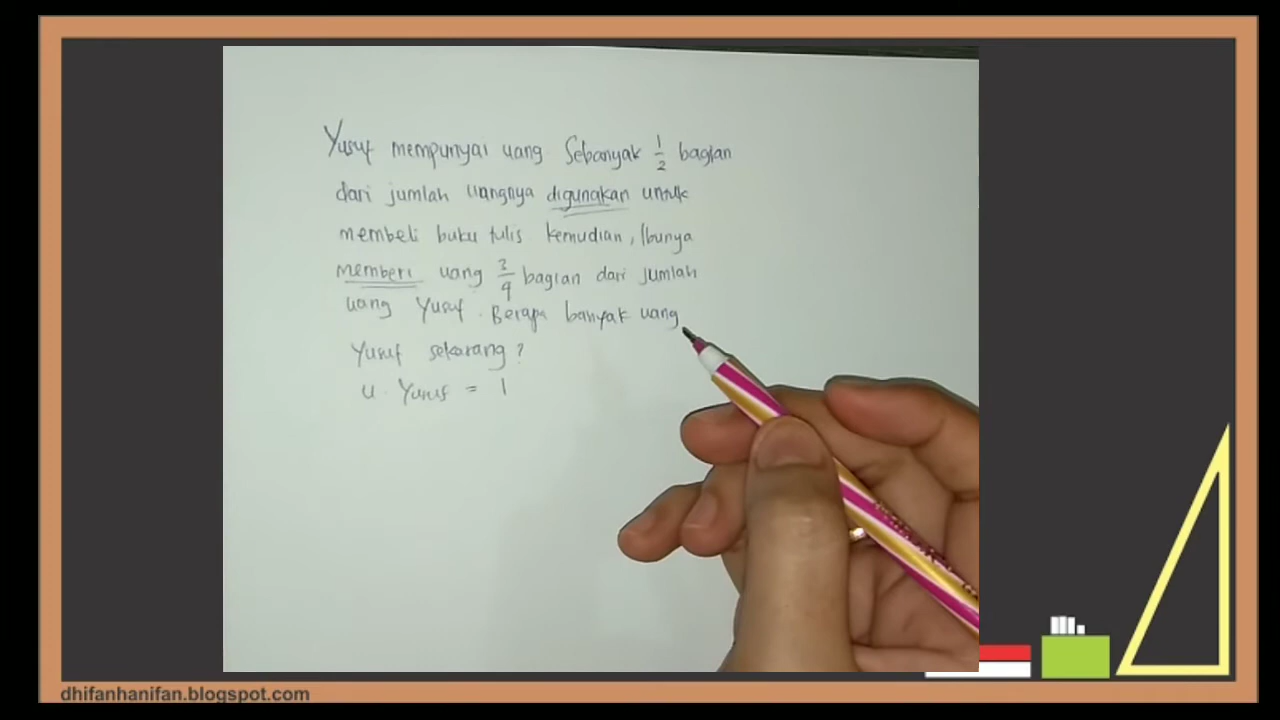 Yusuf mempunyai uang Sebanyak 1/2 bagian
dari jumlah uangnya digunakan untuk
membeli buku tulis kemudian, Ibunya
memberi uang 3/4 bagian dari jumlah
uang Yusuf. Berapa banyak uang
Yusuf sekarang?
U. Yusuf = 1
dhifanhanifan.blogspot.com